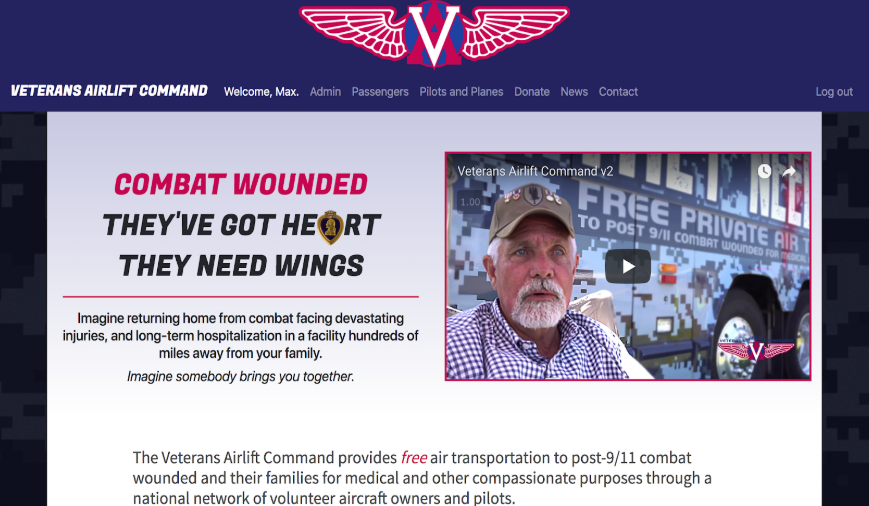 VETERANS AIRLIFT COMMAND Welcome, Max. Admin Passengers Pilots and Planes Donate News Contact Log out
COMBAT WOUNDED
THEY'VE GOT HE RT
THEY NEED WINGS
Imagine returning home from combat facing devastating
injuries, and long-term hospitalization in a facility hundreds of
miles away from your family.
Imagine somebody brings you together.
Veterans Airlift Command v2
1.00
FREE PRIVATE AIR T
TO POST 9/11 COMBAT WOUNDED FOR MEDICAL
The Veterans Airlift Command provides free air transportation to post-9/11 combat
wounded and their families for medical and other compassionate purposes through a
national network of volunteer aircraft owners and pilots.